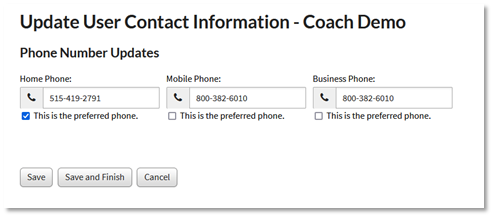 Update User Contact Information - Coach Demo
Phone Number Updates
Home Phone: Mobile Phone: Business Phone:
515-419-2791 800-382-6010 800-382-6010
This is the preferred phone. This is the preferred phone. This is the preferred phone.
Save Save and Finish Cancel